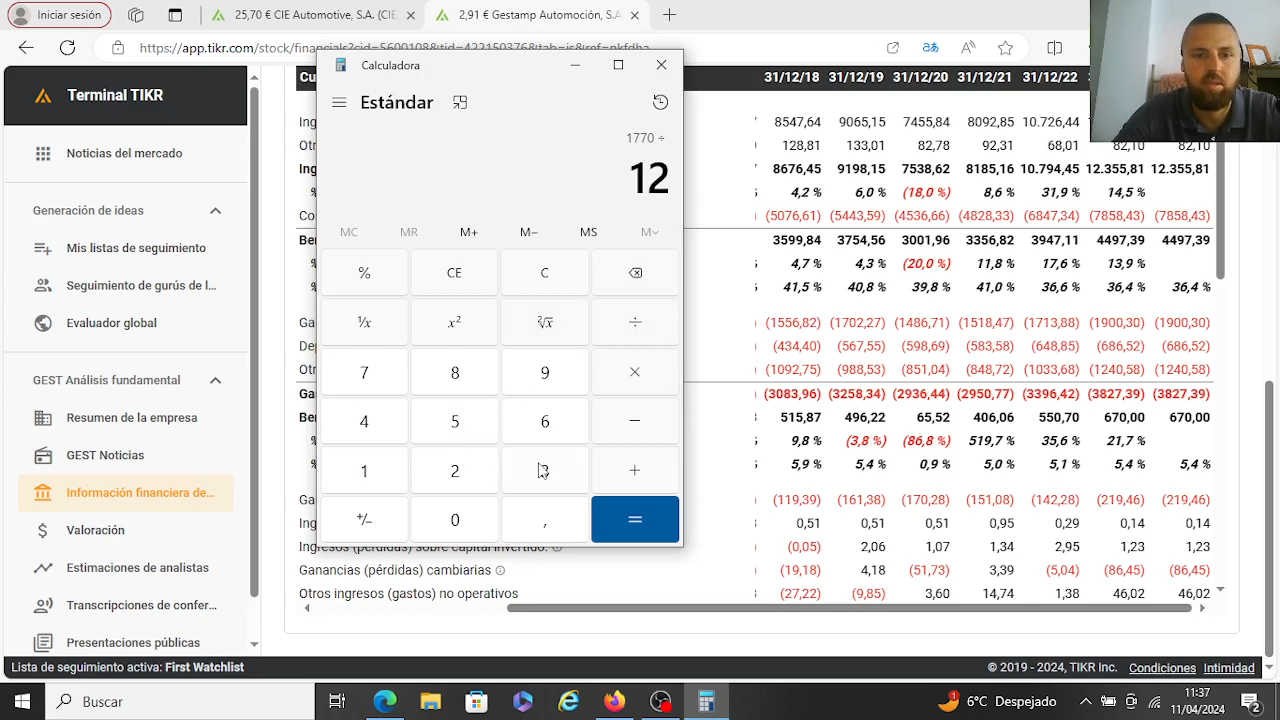 Iniciar sesión
25,70 € CIE Automotive, S.A. (CIE
2,91 € Gestamp Automoción, S.A
https://app.tikr.com/stock/financials?cid=5600108&tid=422150376&tab=is&ref=nkfdba
Terminal TIKR
Noticias del mercado
Generación de ideas
Mis listas de seguimiento
Seguimiento de gurús de l...
Evaluador global
GEST Análisis fundamental
Resumen de la empresa
GEST Noticias
Información financiera de...
Valoración
Estimaciones de analistas
Transcripciones de confer...
Presentaciones públicas
Calculadora
Estándar
1770 ÷
12
MC MR M+ M− MS M
% CE C
¹/x x² ²√x ÷
7 8 9 ×
4 5 6 −
1 2 3 +
+/− 0 , =
31/12/18 31/12/19 31/12/20 31/12/21 31/12/22
Ing 8547,64 9065,15 7455,84 8092,85 10.726,44
Otr 128,81 133,01 82,78 92,31 68,01 82,10 82,10
Ing 8676,45 9198,15 7538,62 8185,16 10.794,45 12.355,81 12.355,81
4,2 % 6,0 % (18,0 %) 8,6 % 31,9 % 14,5 %
Co (5076,61) (5443,59) (4536,66) (4828,33) (6847,34) (7858,43) (7858,43)
Ber 3599,84 3754,56 3001,96 3356,82 3947,11 4497,39 4497,39
4,7 % 4,3 % (20,0 %) 11,8 % 17,6 % 13,9 %
41,5 % 40,8 % 39,8 % 41,0 % 36,6 % 36,4 % 36,4 %
Ga (1556,82) (1702,27) (1486,71) (1518,47) (1713,88) (1900,30) (1900,30)
De (434,40) (567,55) (598,69) (583,58) (648,85) (686,52) (686,52)
Otr (1092,75) (988,53) (851,04) (848,72) (1033,68) (1240,58) (1240,58)
Ga (3083,96) (3258,34) (2936,44) (2950,77) (3396,42) (3827,39) (3827,39)
Ber 515,87 496,22 65,52 406,06 550,70 670,00 670,00
9,8 % (3,8 %) (86,8 %) 519,7 % 35,6 % 21,7 %
5,9 % 5,4 % 0,9 % 5,0 % 5,1 % 5,4 % 5,4 %
Ga (119,39) (161,38) (170,28) (151,08) (142,28) (219,46) (219,46)
Ing 0,51 0,51 0,51 0,95 0,29 0,14 0,14
Ingresos (pérdidas) sobre capital invertido. (0,05) 2,06 1,07 1,34 2,95 1,23 1,23
Ganancias (pérdidas) cambiarias (19,18) 4,18 (51,73) 3,39 (5,04) (86,45) (86,45)
Otros ingresos (gastos) no operativos (27,22) (9,85) 3,60 14,74 1,38 46,02 46,02
Lista de seguimiento activa: First Watchlist
© 2019 - 2024, TIKR Inc. Condiciones Intimidad
Buscar
6°C Despejado
11:37
11/04/2024